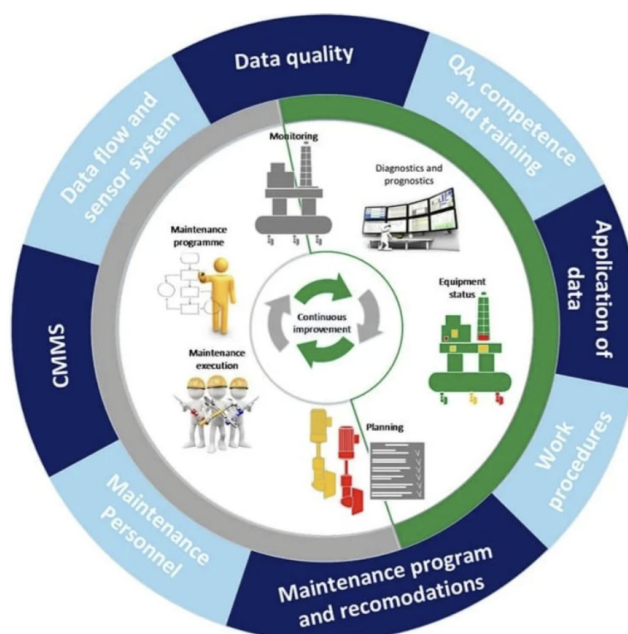 Data quality
QA, competence
and training
Application of
data
Work
procedures
Maintenance program
and recomodations
Maintenance
Personnel
CMMS
Data flow and
sensor system
Monitoring
Diagnostics and
prognostics
Equipment
status
Planning
Maintenance
execution
Maintenance
programme
Continuous
improvement